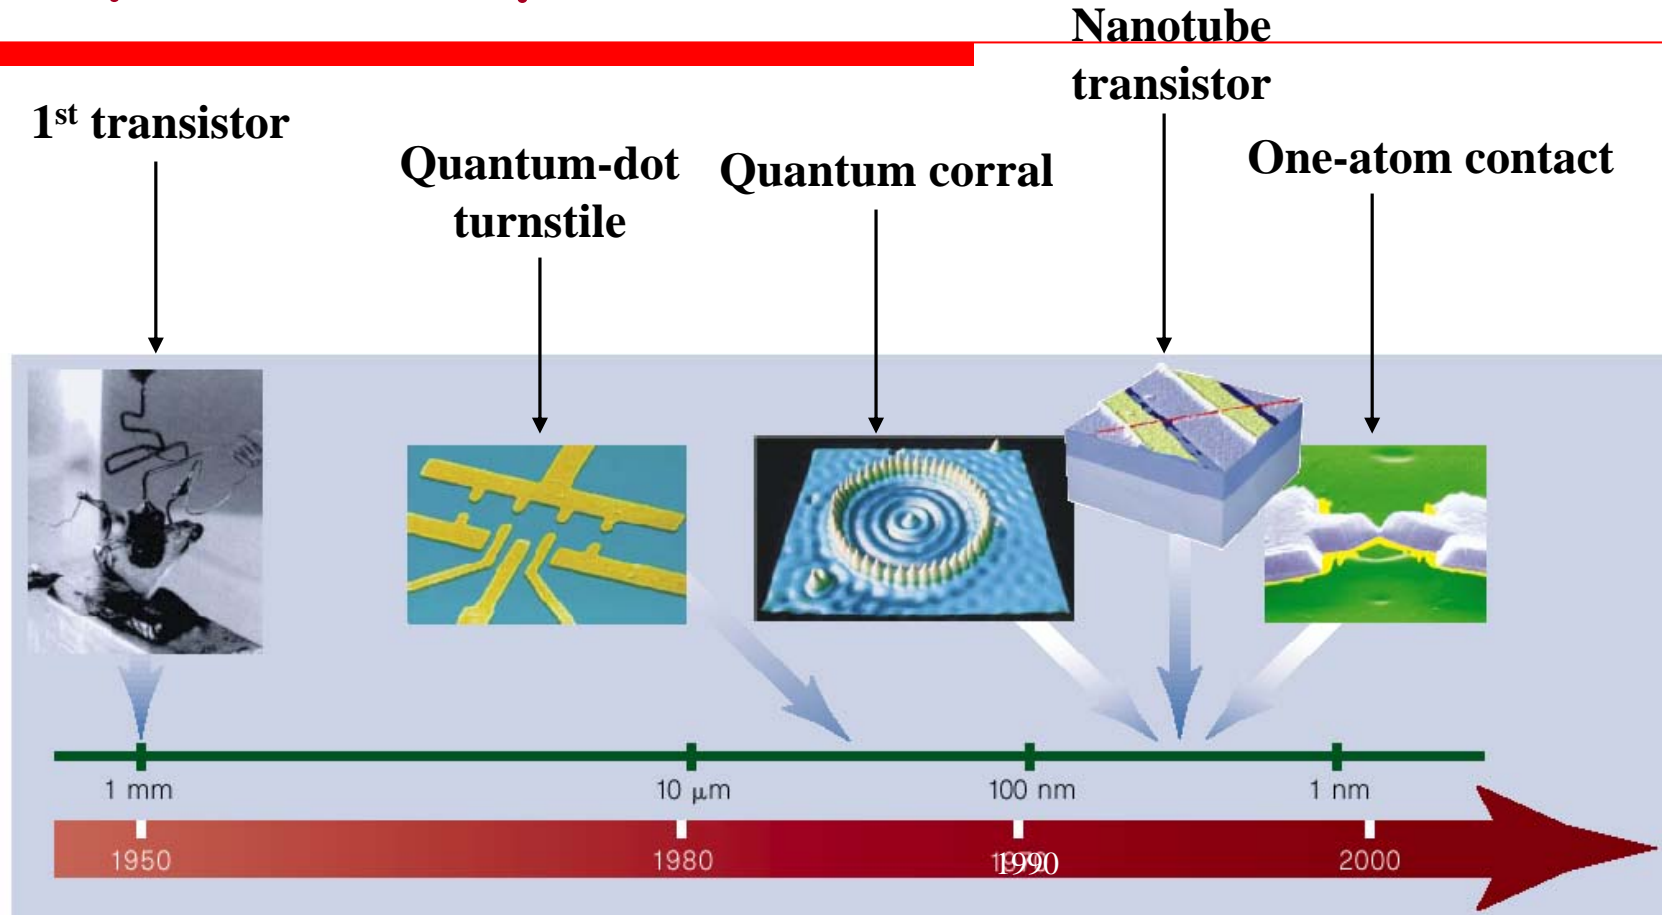 Nanotube
transistor
1st transistor
Quantum-dot
turnstile
Quantum corral
One-atom contact
1 mm
10 μm
100 nm
1 nm
1950
1980
1990
2000